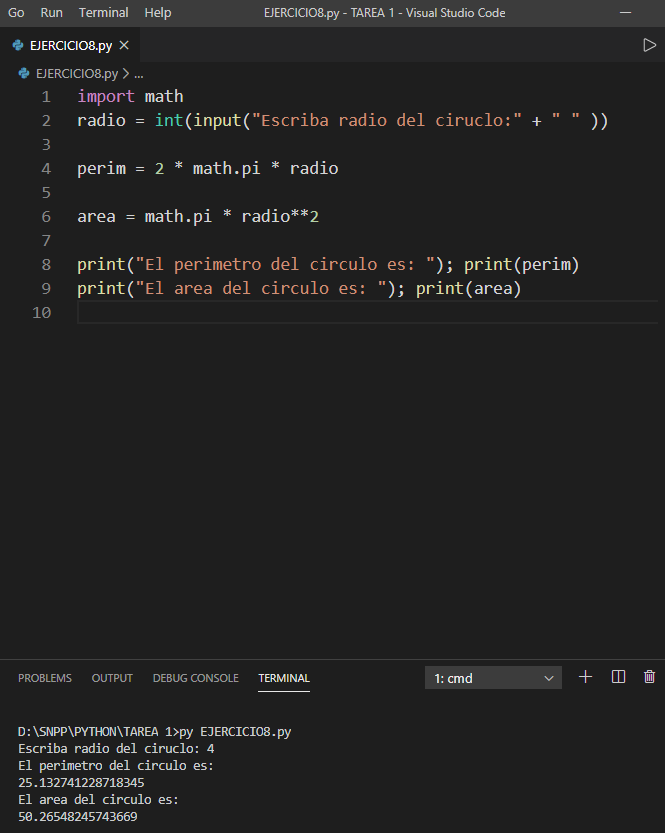 Go Run Terminal Help EJERCICIO8.py - TAREA 1 - Visual Studio Code
EJERCICIO8.py
EJERCICIO8.py > ...
1 import math
2 radio = int(input("Escriba radio del ciruclo:" + " " ))
3
4 perim = 2 * math.pi * radio
5
6 area = math.pi * radio**2
7
8 print("El perimetro del circulo es: "); print(perim)
9 print("El area del circulo es: "); print(area)
10
PROBLEMS OUTPUT DEBUG CONSOLE TERMINAL 1: cmd
D:\SNPP\PYTHON\TAREA 1>py EJERCICIO8.py
Escriba radio del ciruclo: 4
El perimetro del circulo es:
25.132741228718345
El area del circulo es:
50.26548245743669